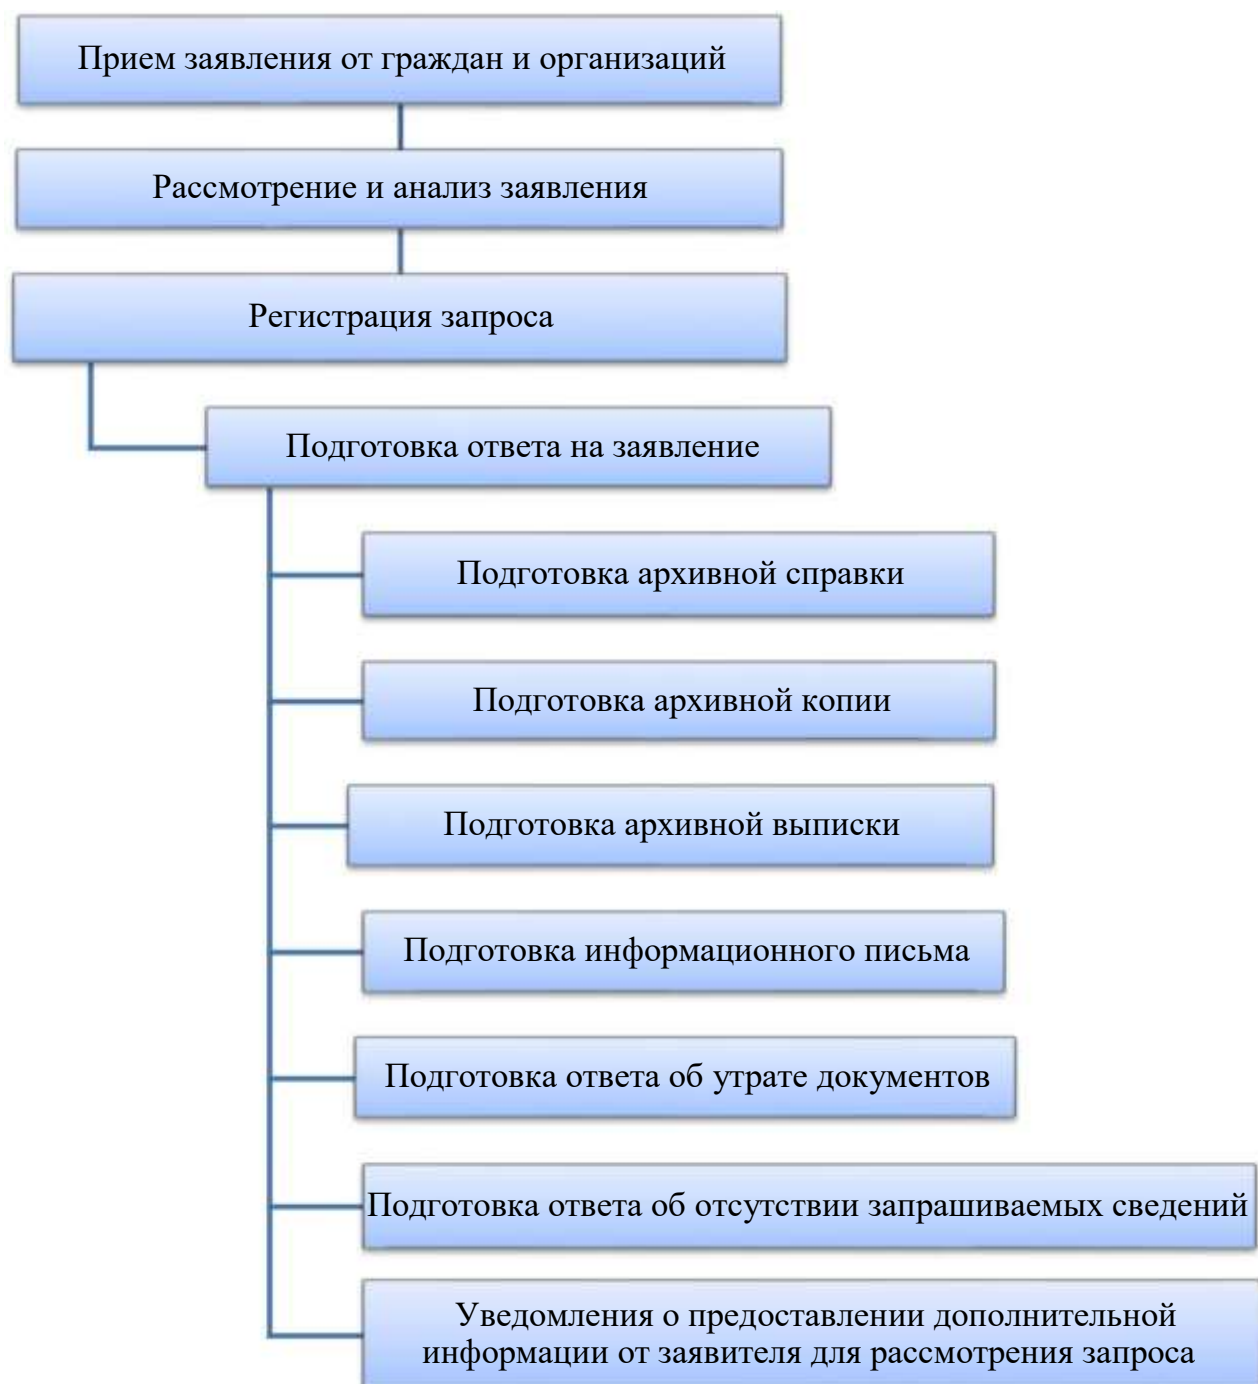 Прием заявления от граждан и организаций
Рассмотрение и анализ заявления
Регистрация запроса
Подготовка ответа на заявление
Подготовка архивной справки
Подготовка архивной копии
Подготовка архивной выписки
Подготовка информационного письма
Подготовка ответа об утрате документов
Подготовка ответа об отсутствии запрашиваемых сведений
Уведомления о предоставлении дополнительной
информации от заявителя для рассмотрения запроса